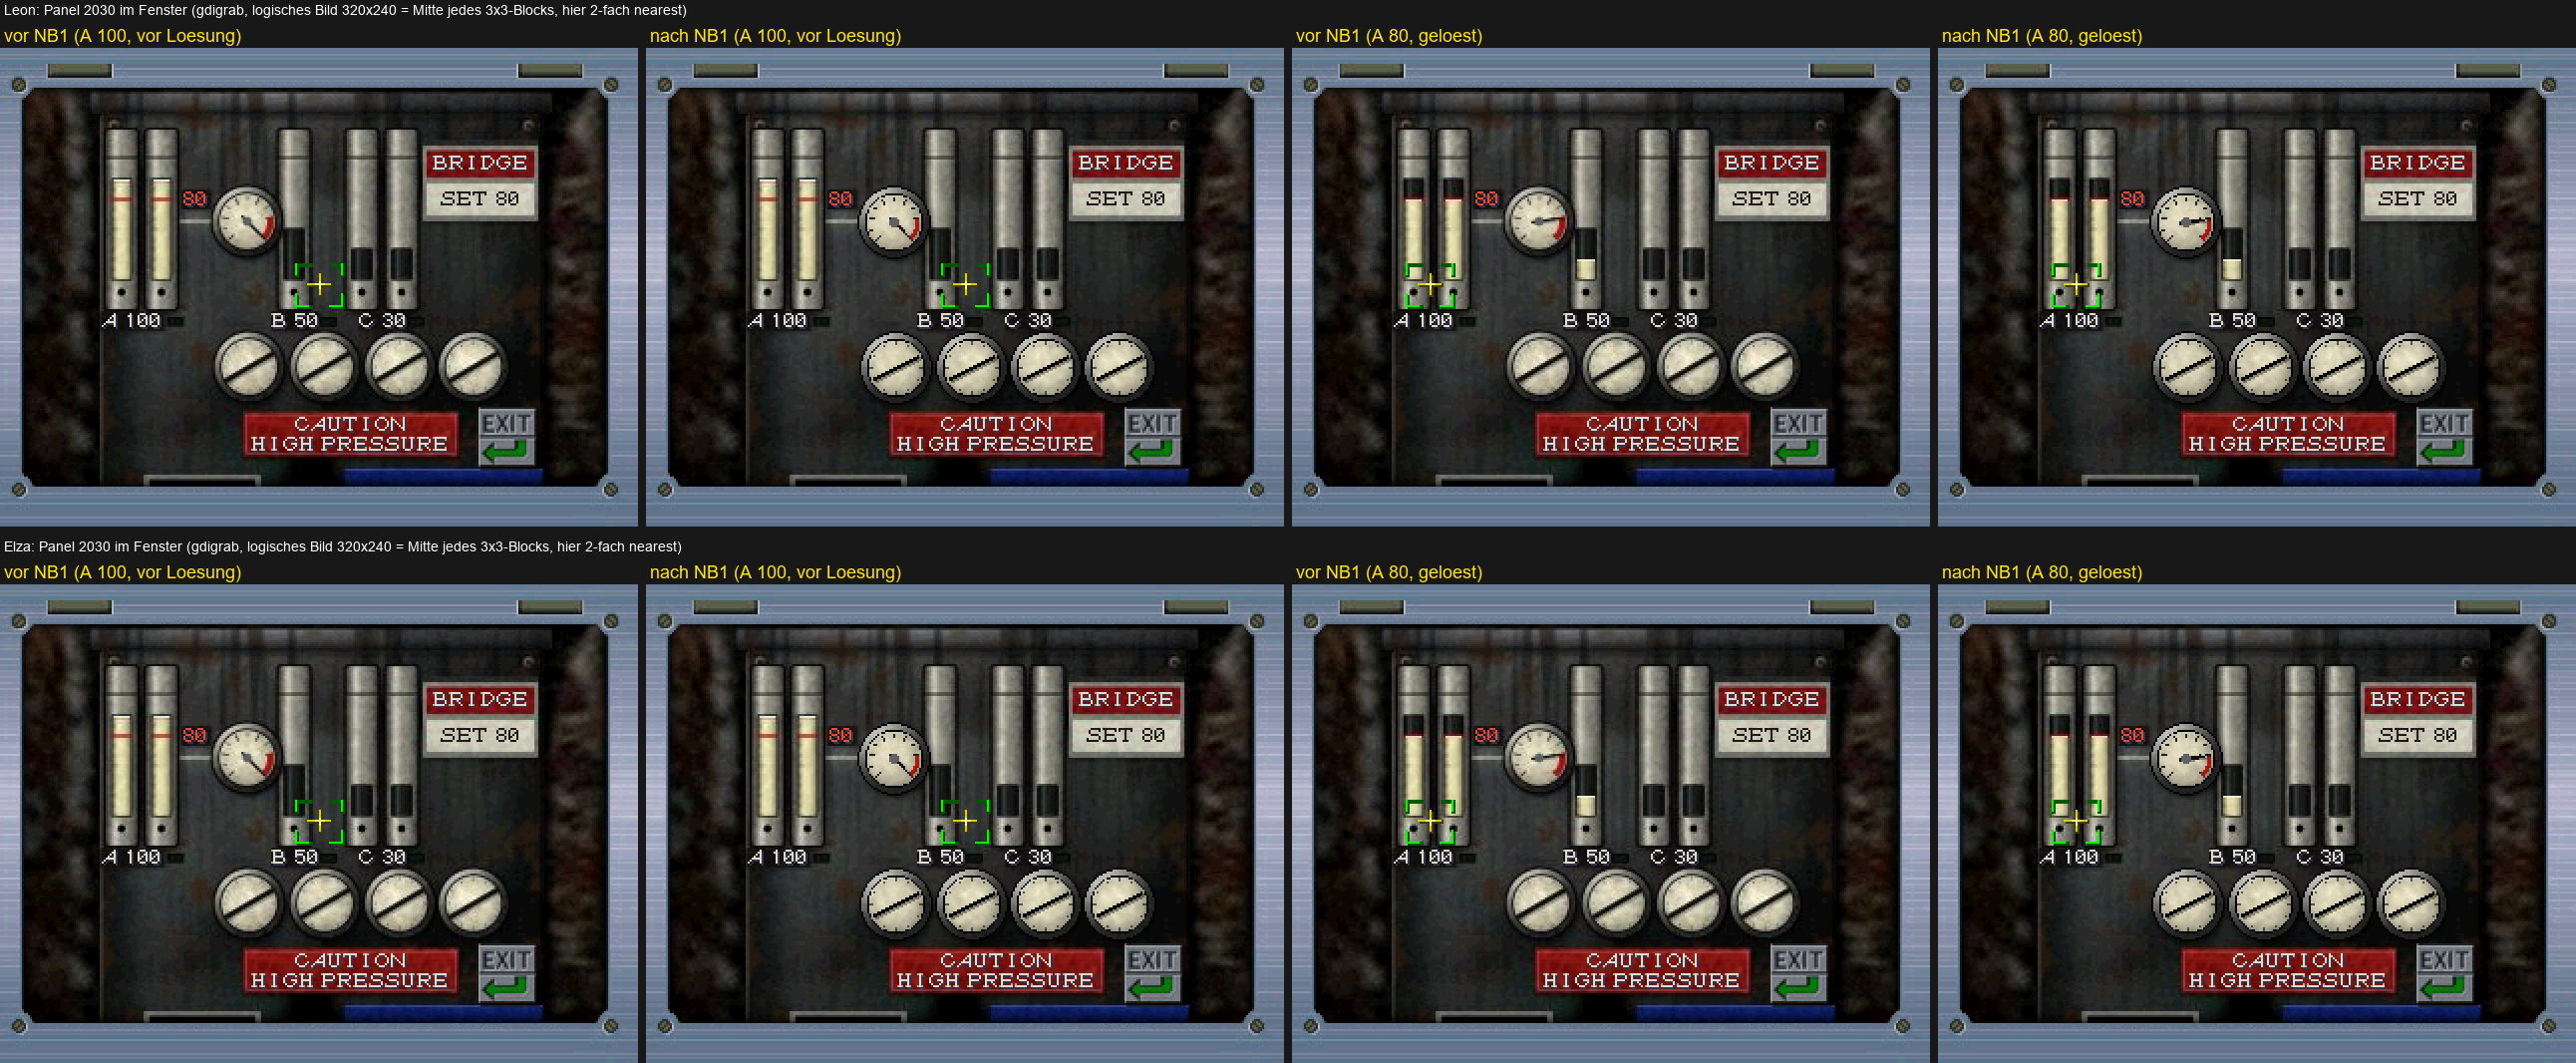 Leon: Panel 2030 im Fenster (gdigrab, logisches Bild 320x240 = Mitte jedes 3x3-Blocks, hier 2-fach nearest)
vor NB1 (A 100, vor Loesung)
80
BRIDGE
SET 80
A 100 B 50 C 30
CAUTION
HIGH PRESSURE
EXIT
nach NB1 (A 100, vor Loesung)
80
BRIDGE
SET 80
A 100 B 50 C 30
CAUTION
HIGH PRESSURE
EXIT
vor NB1 (A 80, geloest)
80
BRIDGE
SET 80
A 100 B 50 C 30
CAUTION
HIGH PRESSURE
EXIT
nach NB1 (A 80, geloest)
80
BRIDGE
SET 80
A 100 B 50 C 30
CAUTION
HIGH PRESSURE
EXIT
Elza: Panel 2030 im Fenster (gdigrab, logisches Bild 320x240 = Mitte jedes 3x3-Blocks, hier 2-fach nearest)
vor NB1 (A 100, vor Loesung)
80
BRIDGE
SET 80
A 100 B 50 C 30
CAUTION
HIGH PRESSURE
EXIT
nach NB1 (A 100, vor Loesung)
80
BRIDGE
SET 80
A 100 B 50 C 30
CAUTION
HIGH PRESSURE
EXIT
vor NB1 (A 80, geloest)
80
BRIDGE
SET 80
A 100 B 50 C 30
CAUTION
HIGH PRESSURE
EXIT
nach NB1 (A 80, geloest)
80
BRIDGE
SET 80
A 100 B 50 C 30
CAUTION
HIGH PRESSURE
EXIT